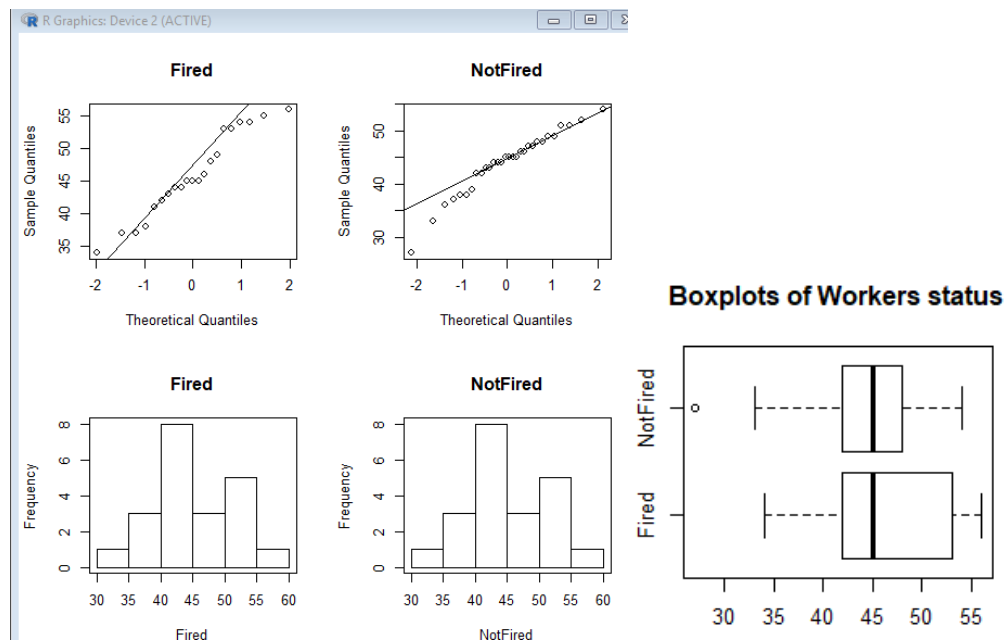 R Graphics: Device 2 (ACTIVE)
Fired
Sample Quantiles
35 40 45 50 55
-2 -1 0 1 2
Theoretical Quantiles
NotFired
Sample Quantiles
30 40 50
-2 -1 0 1 2
Theoretical Quantiles
Fired
Frequency
0 2 4 6 8
30 35 40 45 50 55 60
Fired
NotFired
Frequency
0 2 4 6 8
30 35 40 45 50 55 60
NotFired
Boxplots of Workers status
NotFired
Fired
30 35 40 45 50 55